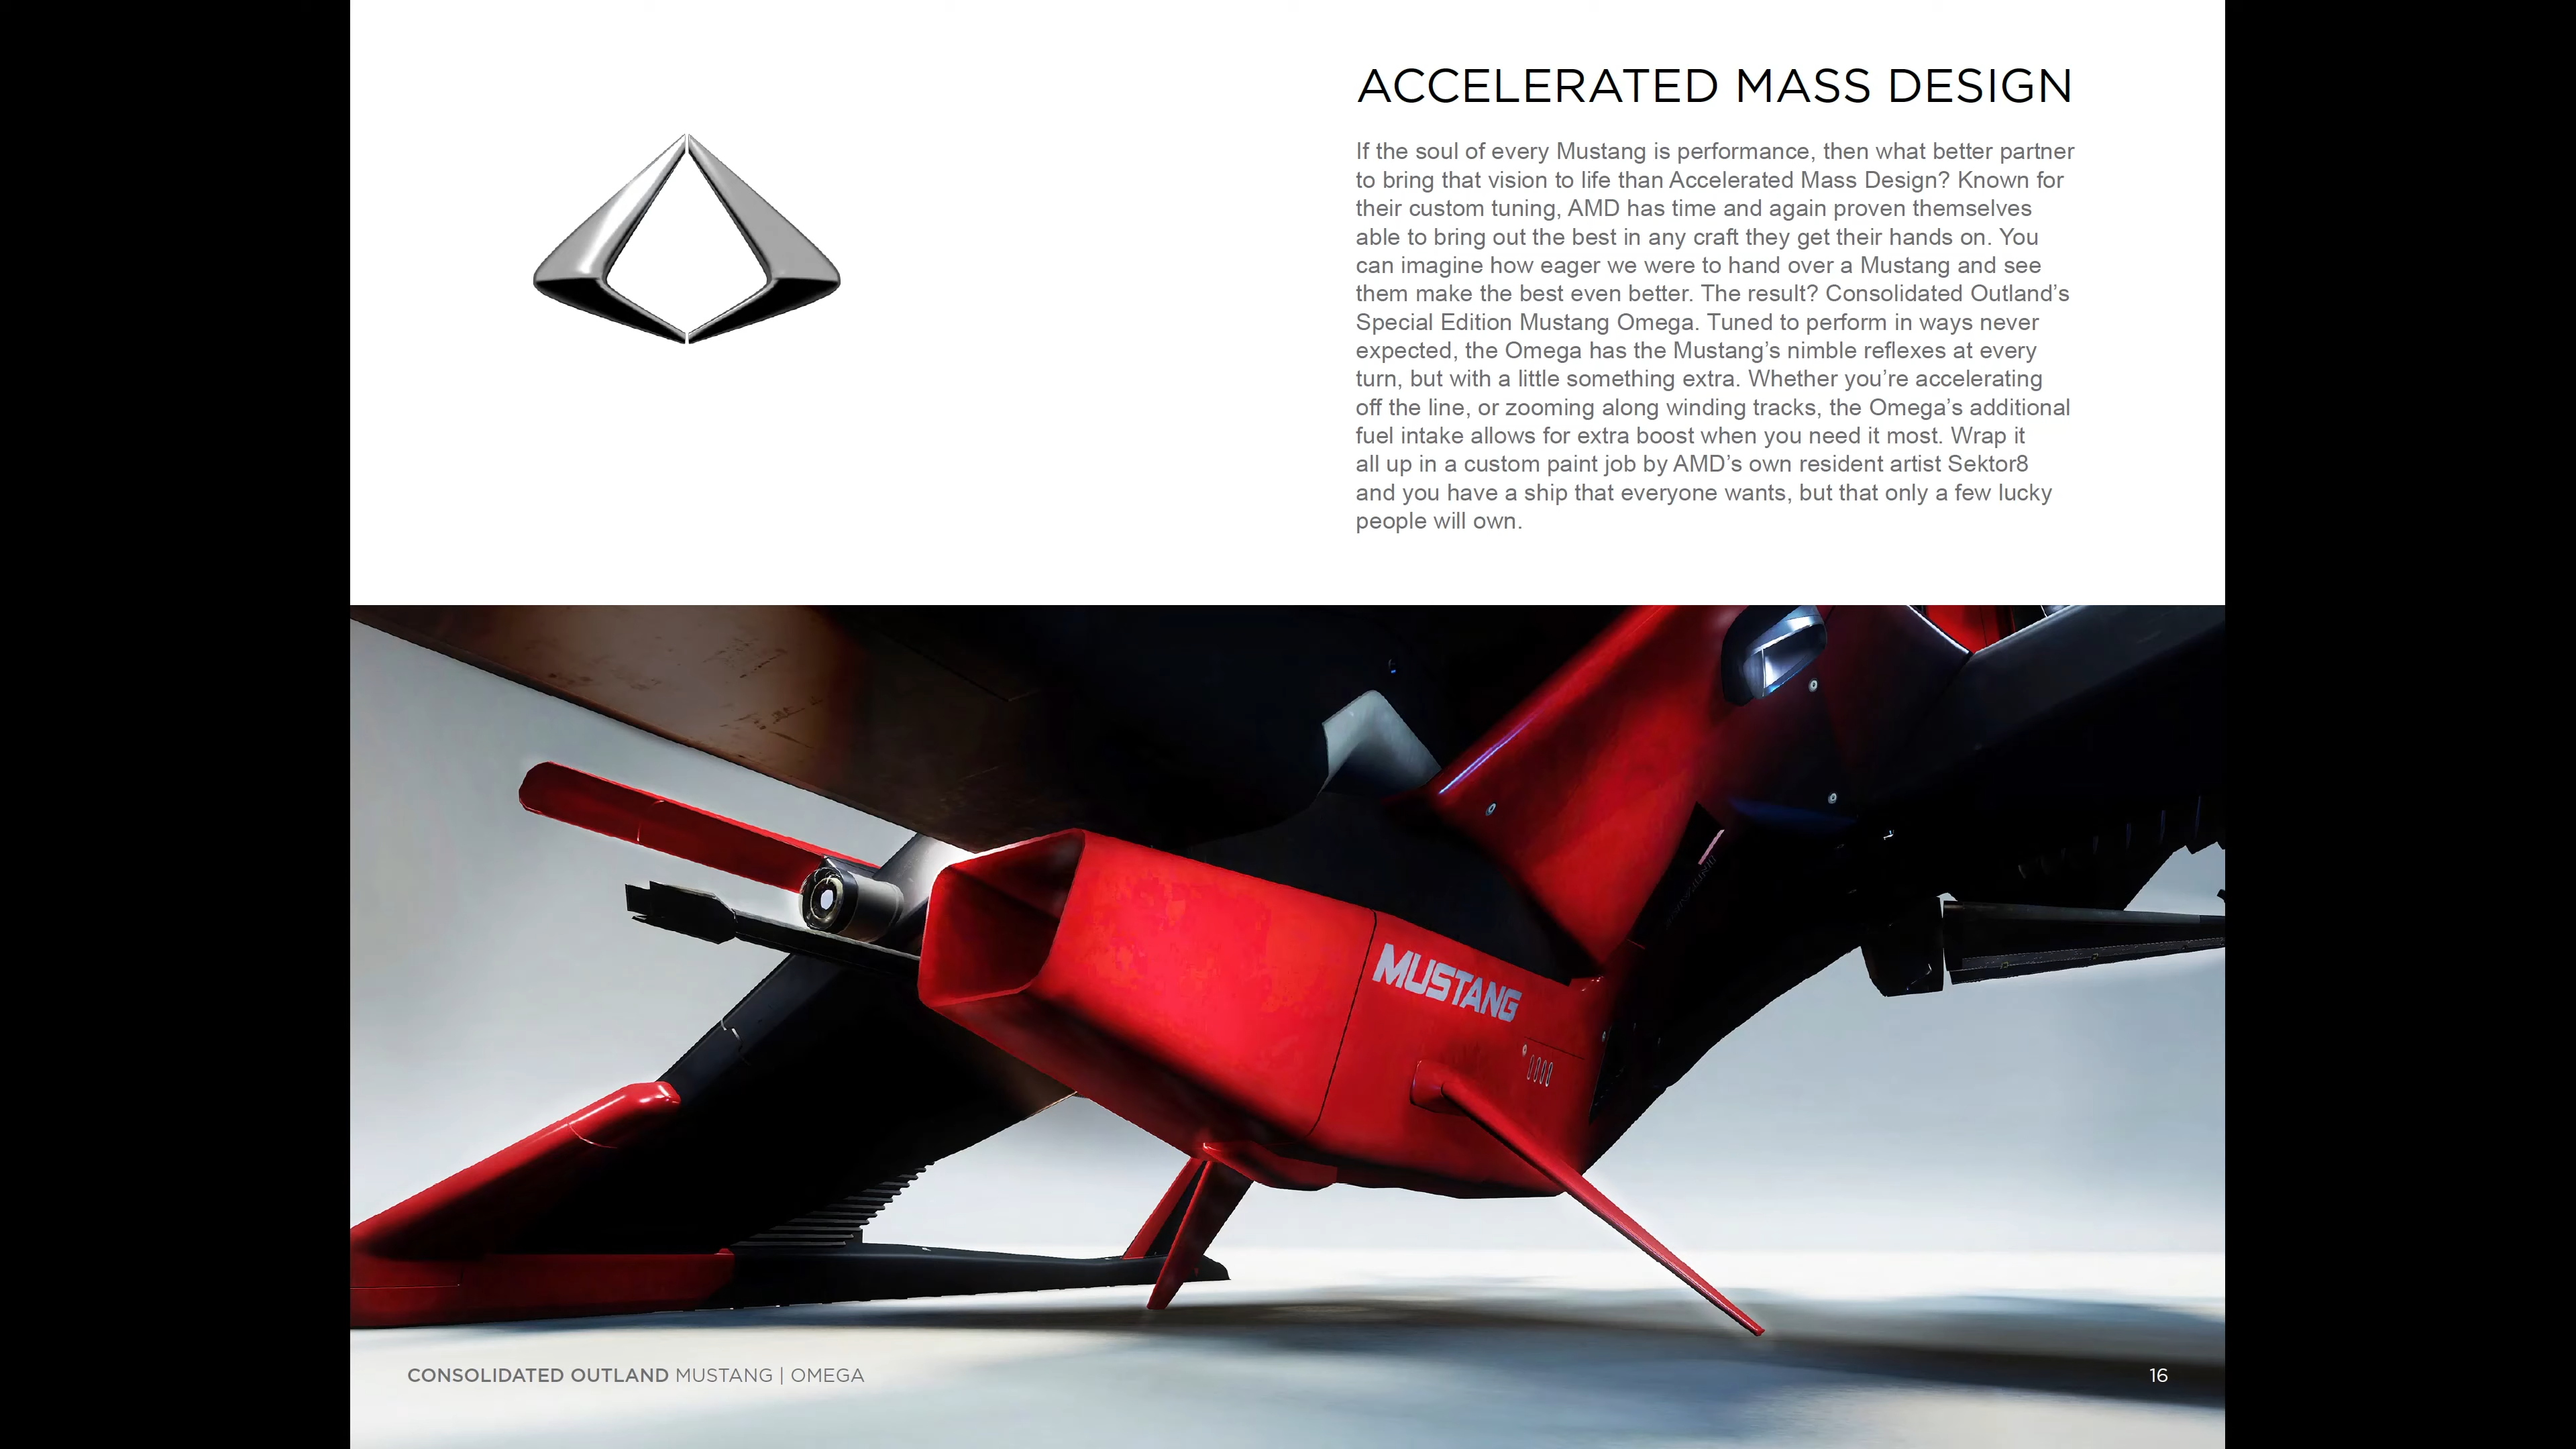 ACCELERATED MASS DESIGN
If the soul of every Mustang is performance, then what better partner
to bring that vision to life than Accelerated Mass Design? Known for
their custom tuning, AMD has time and again proven themselves
able to bring out the best in any craft they get their hands on. You
can imagine how eager we were to hand over a Mustang and see
them make the best even better. The result? Consolidated Outland’s
Special Edition Mustang Omega. Tuned to perform in ways never
expected, the Omega has the Mustang’s nimble reflexes at every
turn, but with a little something extra. Whether you’re accelerating
off the line, or zooming along winding tracks, the Omega’s additional
fuel intake allows for extra boost when you need it most. Wrap it
all up in a custom paint job by AMD’s own resident artist Sektor8
and you have a ship that everyone wants, but that only a few lucky
people will own.
MUSTANG
CONSOLIDATED OUTLAND MUSTANG | OMEGA
16